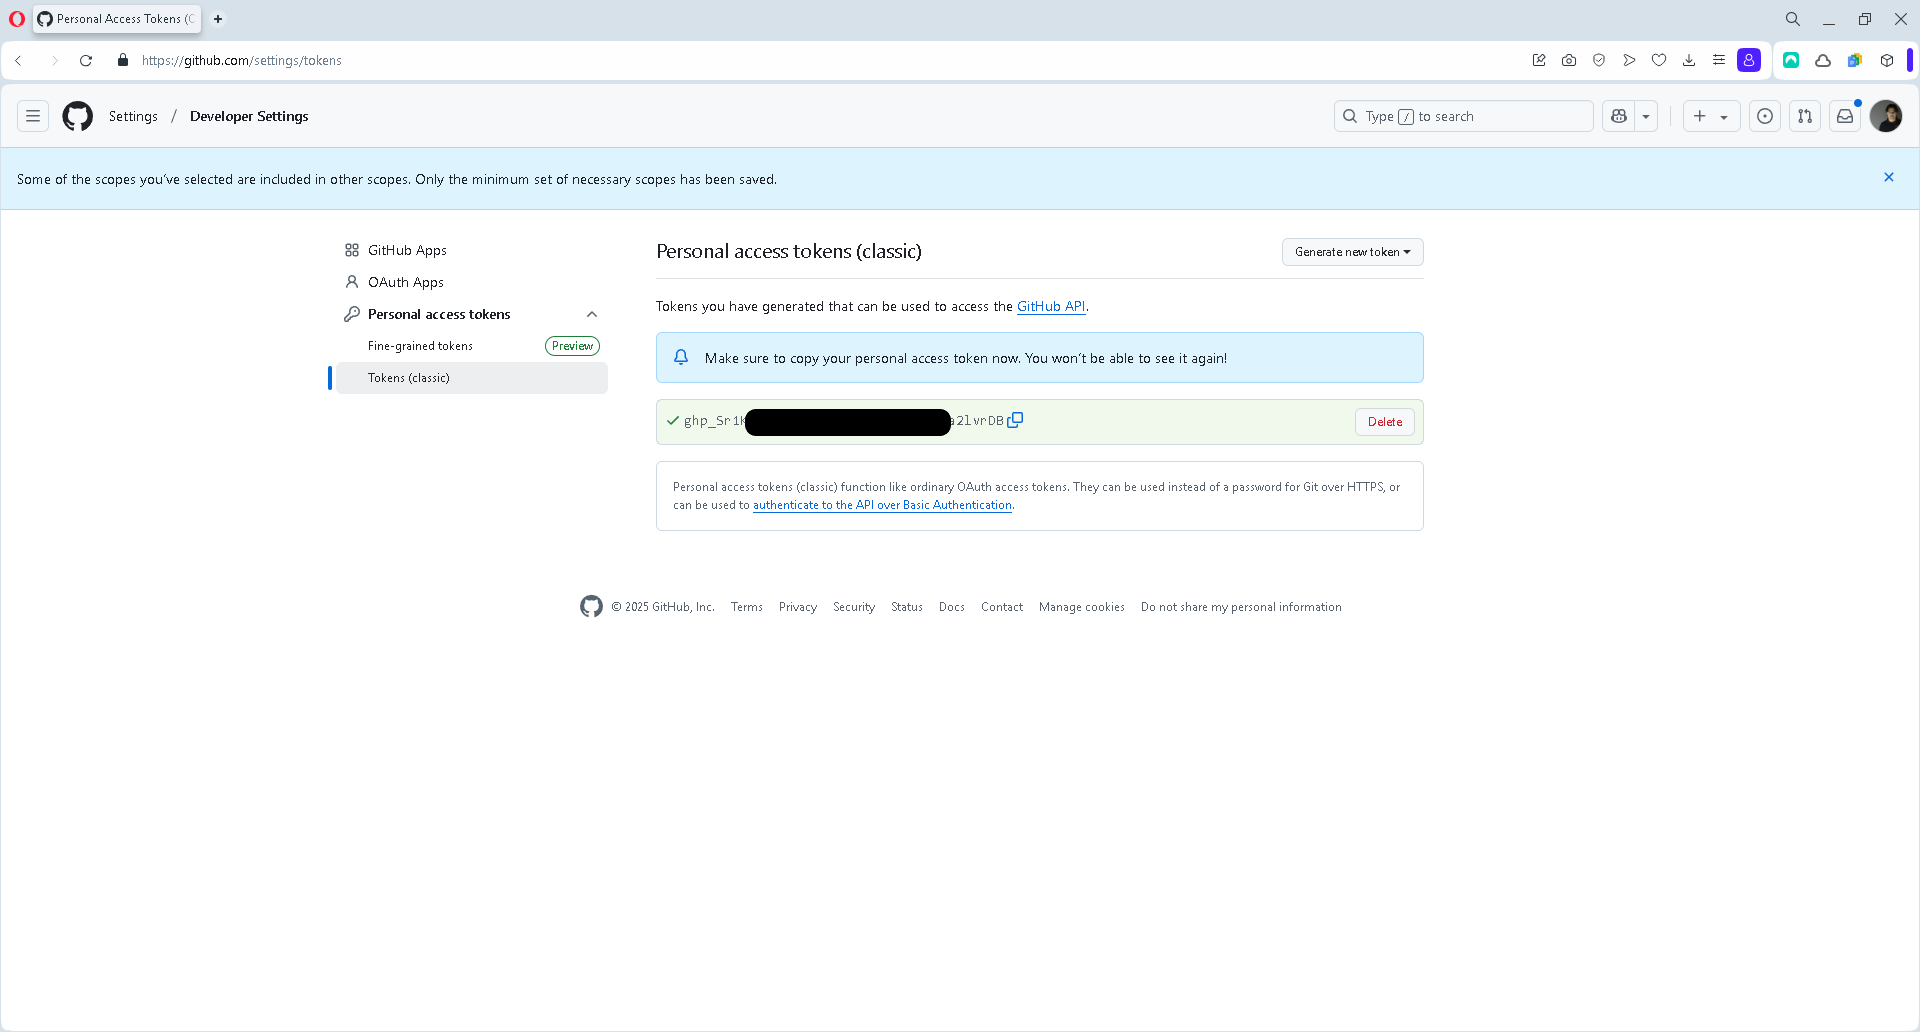 Personal Access Tokens (C
https://github.com/settings/tokens
Settings / Developer Settings
Type / to search
Some of the scopes you've selected are included in other scopes. Only the minimum set of necessary scopes has been saved.
GitHub Apps
OAuth Apps
Personal access tokens
Fine-grained tokens
Preview
Tokens (classic)
Personal access tokens (classic)
Generate new token
Tokens you have generated that can be used to access the GitHub API.
Make sure to copy your personal access token now. You won't be able to see it again!
ghp_Sr1K a2lvrDB
Delete
Personal access tokens (classic) function like ordinary OAuth access tokens. They can be used instead of a password for Git over HTTPS, or
can be used to authenticate to the API over Basic Authentication.
© 2025 GitHub, Inc. Terms Privacy Security Status Docs Contact Manage cookies Do not share my personal information